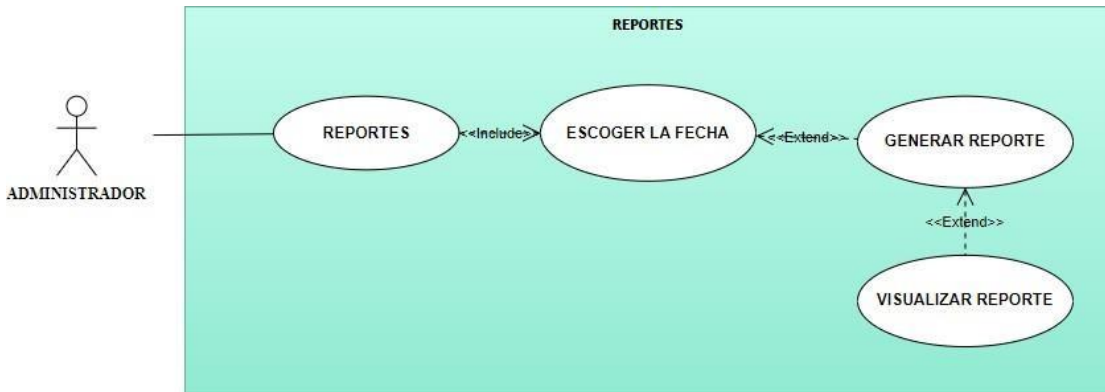 REPORTES
REPORTES
<<Include>>
ESCOGER LA FECHA
<<Extend>>
GENERAR REPORTE
ADMINISTRADOR
<<Extend>>
VISUALIZAR REPORTE